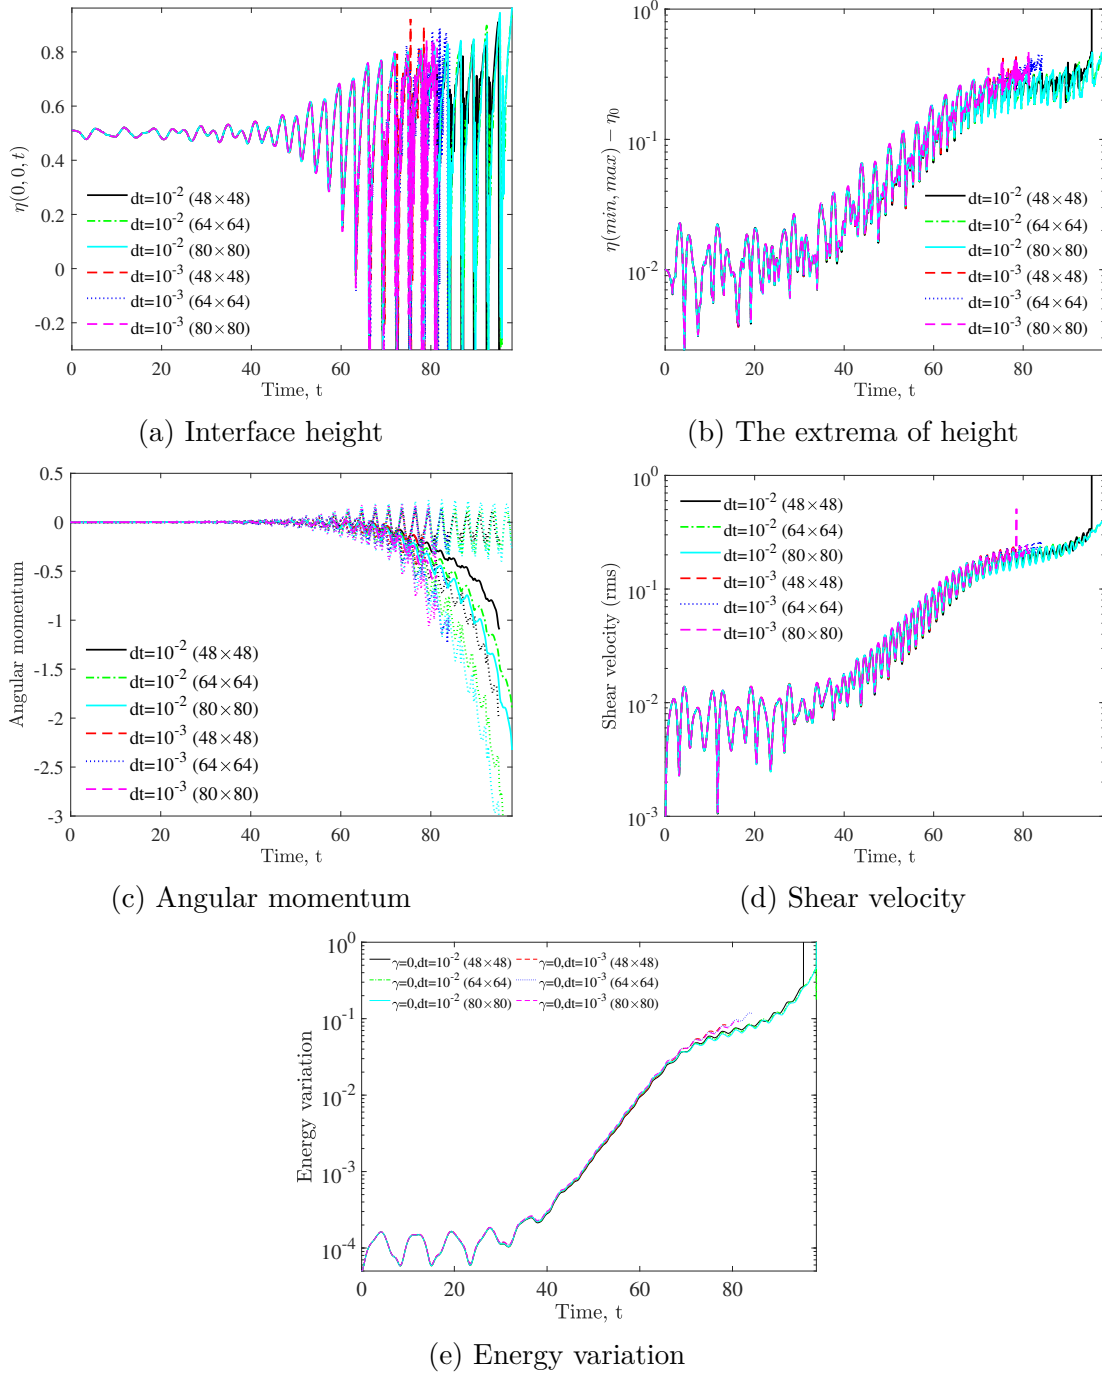 0.8
0.6
0.4
0.2
0
-0.2
η(0, 0, t)
dt=10⁻² (48×48)
dt=10⁻² (64×64)
dt=10⁻² (80×80)
dt=10⁻³ (48×48)
dt=10⁻³ (64×64)
dt=10⁻³ (80×80)
0 20 40 60 80
Time, t
(a) Interface height
10⁰
10⁻¹
10⁻²
η(min, max) − η₀
dt=10⁻² (48×48)
dt=10⁻² (64×64)
dt=10⁻² (80×80)
dt=10⁻³ (48×48)
dt=10⁻³ (64×64)
dt=10⁻³ (80×80)
0 20 40 60 80
Time, t
(b) The extrema of height
0.5
0
-0.5
-1
-1.5
-2
-2.5
-3
Angular momentum
dt=10⁻² (48×48)
dt=10⁻² (64×64)
dt=10⁻² (80×80)
dt=10⁻³ (48×48)
dt=10⁻³ (64×64)
dt=10⁻³ (80×80)
0 20 40 60 80
Time, t
(c) Angular momentum
10⁰
10⁻¹
10⁻²
10⁻³
Shear velocity (rms)
dt=10⁻² (48×48)
dt=10⁻² (64×64)
dt=10⁻² (80×80)
dt=10⁻³ (48×48)
dt=10⁻³ (64×64)
dt=10⁻³ (80×80)
0 20 40 60 80
Time, t
(d) Shear velocity
10⁰
10⁻¹
10⁻²
10⁻³
10⁻⁴
Energy variation
γ=0,dt=10⁻² (48×48) γ=0,dt=10⁻³ (48×48)
γ=0,dt=10⁻² (64×64) γ=0,dt=10⁻³ (64×64)
γ=0,dt=10⁻² (80×80) γ=0,dt=10⁻³ (80×80)
0 20 40 60 80
Time, t
(e) Energy variation